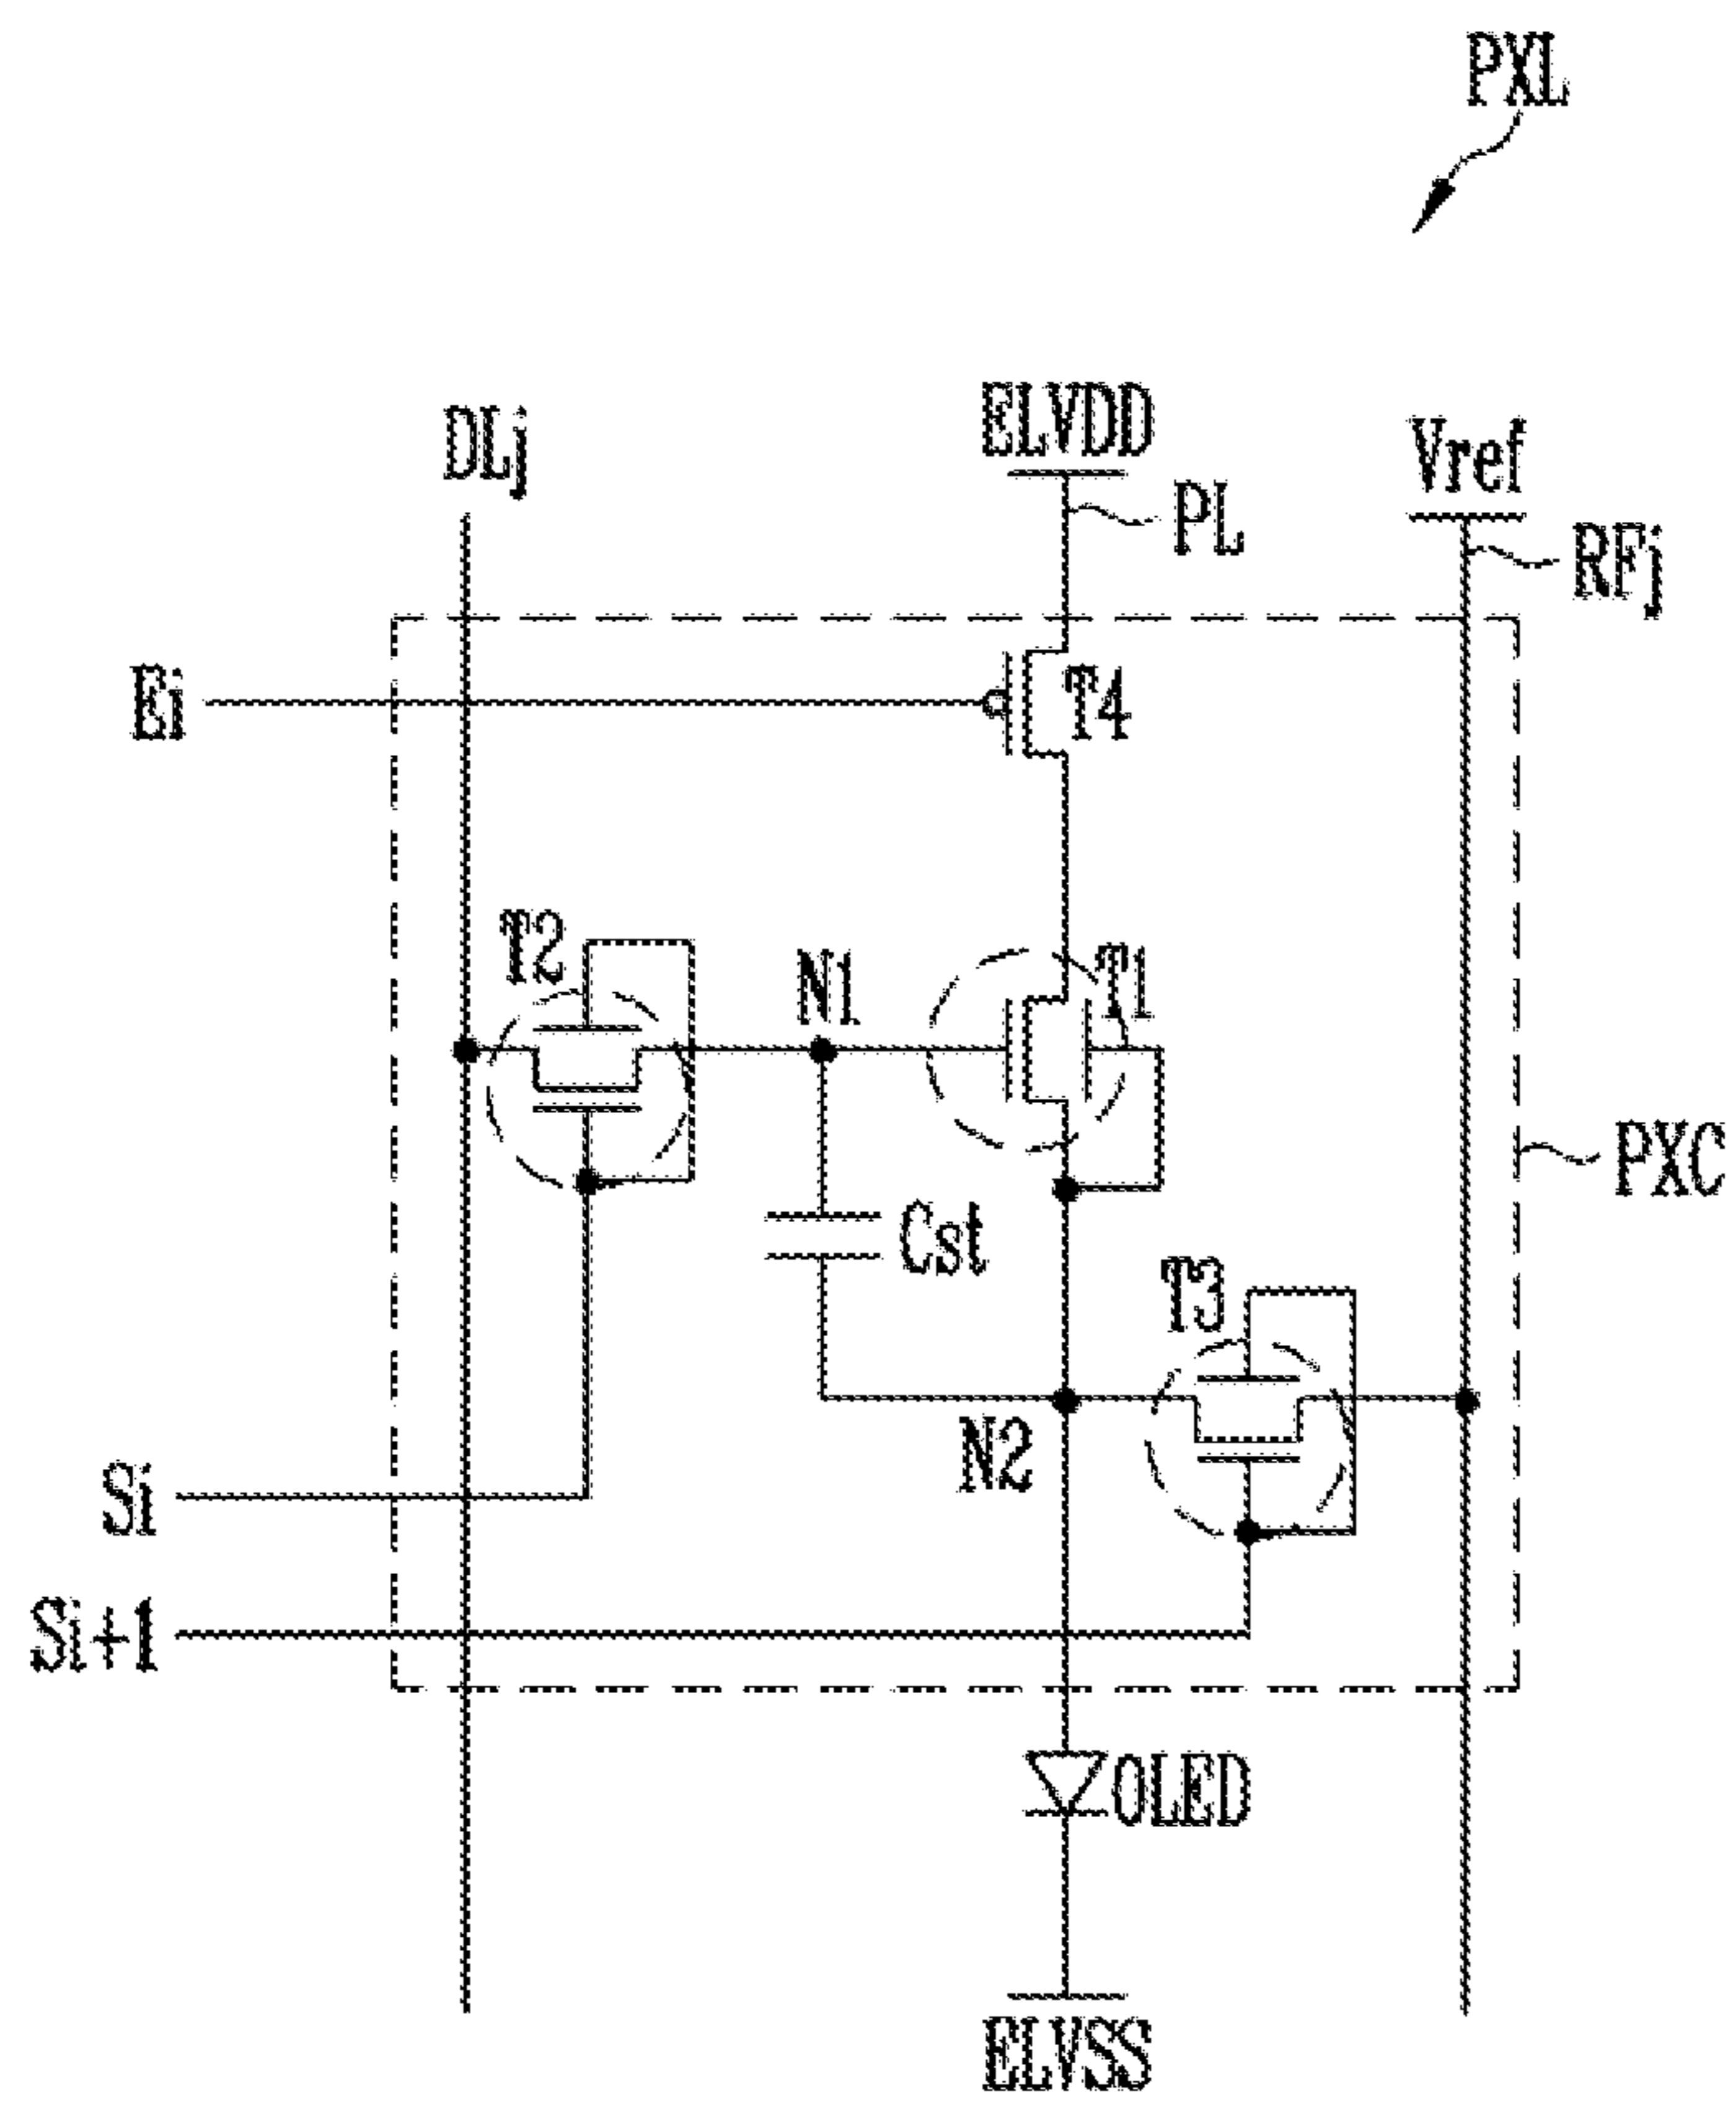 PXL
ELVDD
DLj
Vref
PL
RFj
Ei
T4
T2
N1
T1
PXC
Cst
T3
N2
Si
Si+1
OLED
ELVSS